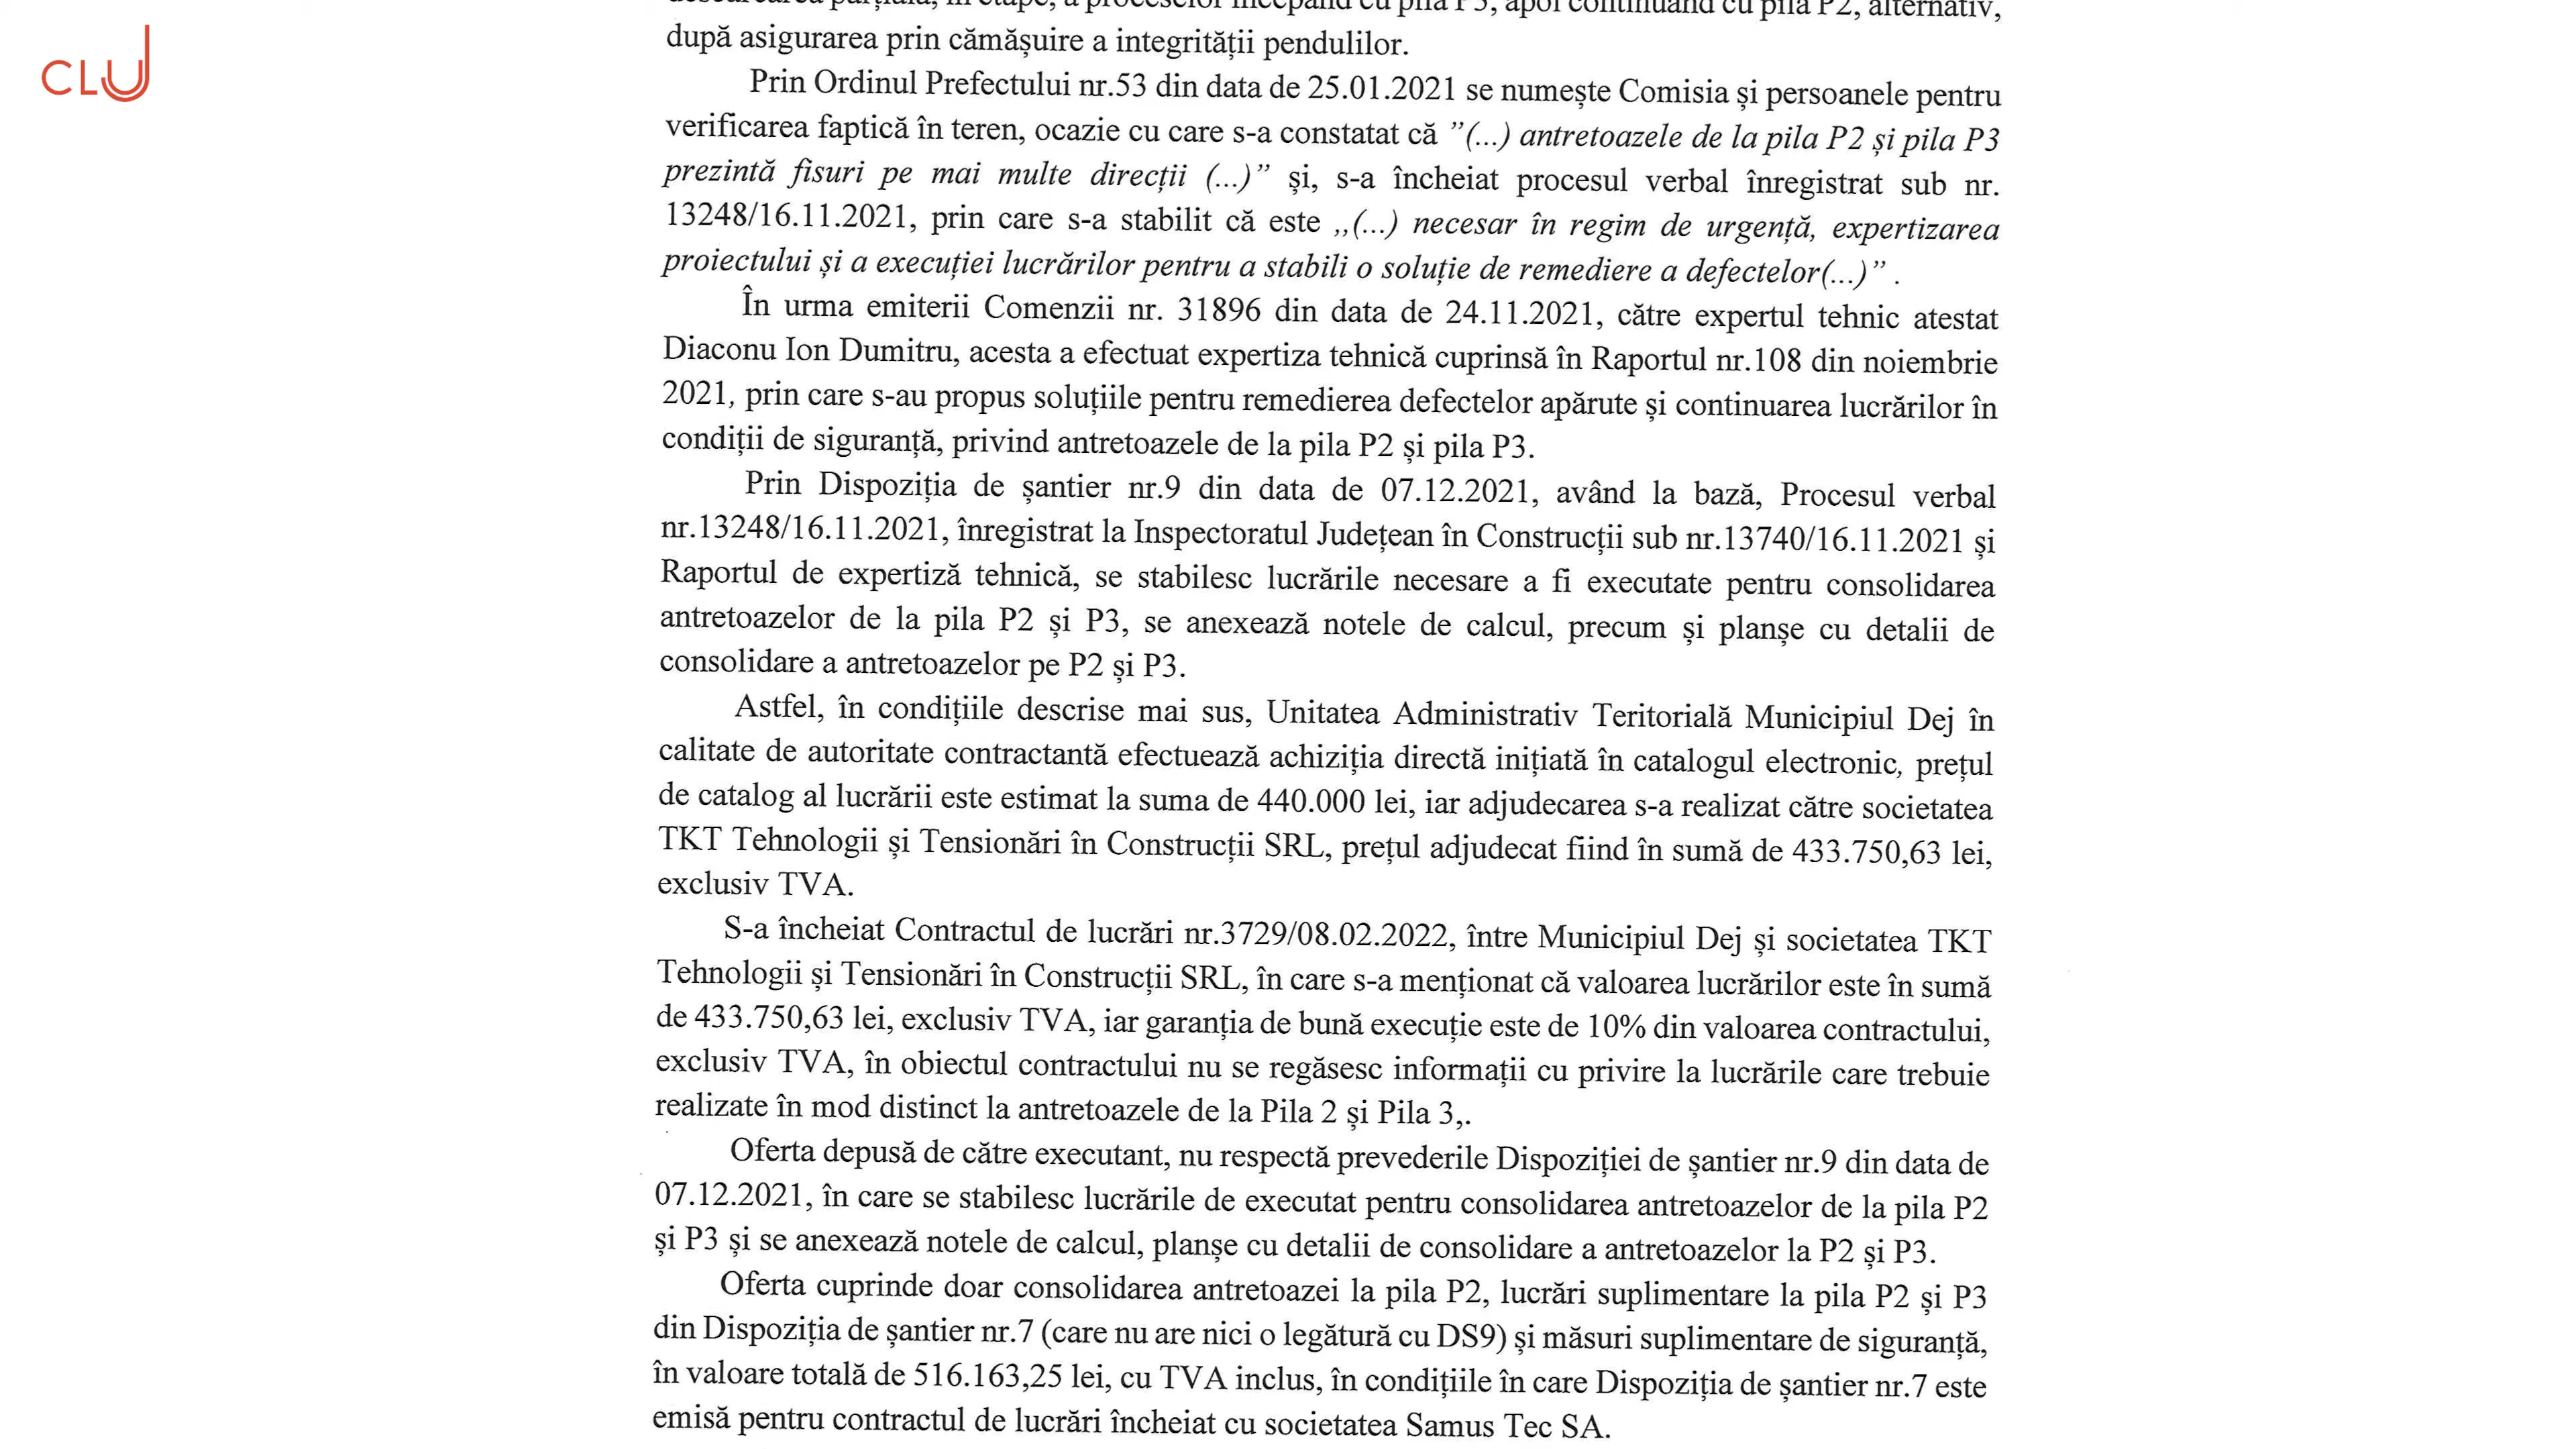 CLUJ
descărcarea parțială, în etape, a proceselor începând cu pila P3, apoi continuând cu pila P2, alternativ,
după asigurarea prin cămășuire a integrității pendulilor.
Prin Ordinul Prefectului nr.53 din data de 25.01.2021 se numește Comisia și persoanele pentru
verificarea faptică în teren, ocazie cu care s-a constatat că ”(...) antretoazele de la pila P2 și pila P3
prezintă fisuri pe mai multe direcții (...)” și, s-a încheiat procesul verbal înregistrat sub nr.
13248/16.11.2021, prin care s-a stabilit că este ,,(...) necesar în regim de urgență, expertizarea
proiectului și a execuției lucrărilor pentru a stabili o soluție de remediere a defectelor(...)” .
În urma emiterii Comenzii nr. 31896 din data de 24.11.2021, către expertul tehnic atestat
Diaconu Ion Dumitru, acesta a efectuat expertiza tehnică cuprinsă în Raportul nr.108 din noiembrie
2021, prin care s-au propus soluțiile pentru remedierea defectelor apărute și continuarea lucrărilor în
condiții de siguranță, privind antretoazele de la pila P2 și pila P3.
Prin Dispoziția de șantier nr.9 din data de 07.12.2021, având la bază, Procesul verbal
nr.13248/16.11.2021, înregistrat la Inspectoratul Județean în Construcții sub nr.13740/16.11.2021 și
Raportul de expertiză tehnică, se stabilesc lucrările necesare a fi executate pentru consolidarea
antretoazelor de la pila P2 și P3, se anexează notele de calcul, precum și planșe cu detalii de
consolidare a antretoazelor pe P2 și P3.
Astfel, în condițiile descrise mai sus, Unitatea Administrativ Teritorială Municipiul Dej în
calitate de autoritate contractantă efectuează achiziția directă inițiată în catalogul electronic, prețul
de catalog al lucrării este estimat la suma de 440.000 lei, iar adjudecarea s-a realizat către societatea
TKT Tehnologii și Tensionări în Construcții SRL, prețul adjudecat fiind în sumă de 433.750,63 lei,
exclusiv TVA.
S-a încheiat Contractul de lucrări nr.3729/08.02.2022, între Municipiul Dej și societatea TKT
Tehnologii și Tensionări în Construcții SRL, în care s-a menționat că valoarea lucrărilor este în sumă
de 433.750,63 lei, exclusiv TVA, iar garanția de bună execuție este de 10% din valoarea contractului,
exclusiv TVA, în obiectul contractului nu se regăsesc informații cu privire la lucrările care trebuie
realizate în mod distinct la antretoazele de la Pila 2 și Pila 3,.
Oferta depusă de către executant, nu respectă prevederile Dispoziției de șantier nr.9 din data de
07.12.2021, în care se stabilesc lucrările de executat pentru consolidarea antretoazelor de la pila P2
și P3 și se anexează notele de calcul, planșe cu detalii de consolidare a antretoazelor la P2 și P3.
Oferta cuprinde doar consolidarea antretoazei la pila P2, lucrări suplimentare la pila P2 și P3
din Dispoziția de șantier nr.7 (care nu are nici o legătură cu DS9) și măsuri suplimentare de siguranță,
în valoare totală de 516.163,25 lei, cu TVA inclus, în condițiile în care Dispoziția de șantier nr.7 este
emisă pentru contractul de lucrări încheiat cu societatea Samus Tec SA.